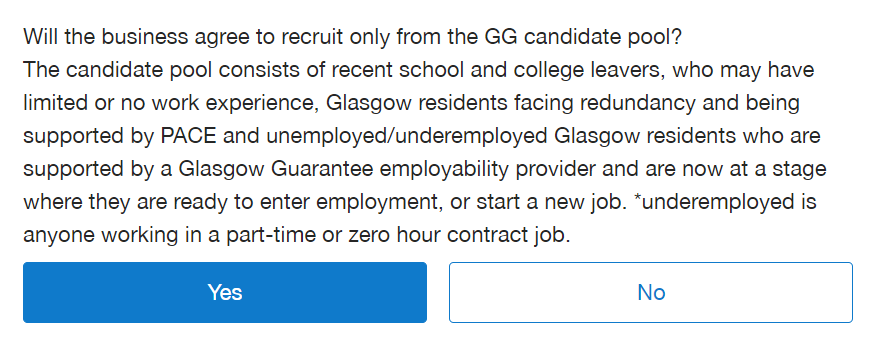 Will the business agree to recruit only from the GG candidate pool?
The candidate pool consists of recent school and college leavers, who may have
limited or no work experience, Glasgow residents facing redundancy and being
supported by PACE and unemployed/underemployed Glasgow residents who are
supported by a Glasgow Guarantee employability provider and are now at a stage
where they are ready to enter employment, or start a new job. *underemployed is
anyone working in a part-time or zero hour contract job.
Yes
No